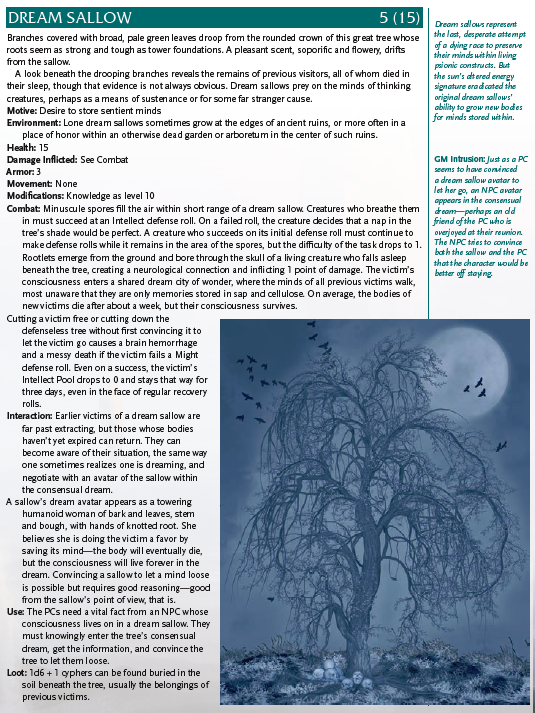 DREAM SALLOW 5 (15)
Branches covered with broad, pale green leaves droop from the rounded crown of this great tree whose
roots seem as strong and tough as tower foundations. A pleasant scent, soporific and flowery, drifts
from the sallow.
A look beneath the drooping branches reveals the remains of previous visitors, all of whom died in
their sleep, though that evidence is not always obvious. Dream sallows prey on the minds of thinking
creatures, perhaps as a means of sustenance or for some far stranger cause.
Motive: Desire to store sentient minds
Environment: Lone dream sallows sometimes grow at the edges of ancient ruins, or more often in a
place of honor within an otherwise dead garden or arboretum in the center of such ruins.
Health: 15
Damage Inflicted: See Combat
Armor: 3
Movement: None
Modifications: Knowledge as level 10
Combat: Minuscule spores fill the air within short range of a dream sallow. Creatures who breathe them
in must succeed at an Intellect defense roll. On a failed roll, the creature decides that a nap in the
tree's shade would be perfect. A creature who succeeds on its initial defense roll must continue to
make defense rolls while it remains in the area of the spores, but the difficulty of the task drops to 1.
Rootlets emerge from the ground and bore through the skull of a living creature who falls asleep
beneath the tree, creating a neurological connection and inflicting 1 point of damage. The victim's
consciousness enters a shared dream city of wonder, where the minds of all previous victims walk,
most unaware that they are only memories stored in sap and cellulose. On average, the bodies of
new victims die after about a week, but their consciousness survives.
Cutting a victim free or cutting down the
defenseless tree without first convincing it to
let the victim go causes a brain hemorrhage
and a messy death if the victim fails a Might
defense roll. Even on a success, the victim's
Intellect Pool drops to 0 and stays that way for
three days, even in the face of regular recovery
rolls.
Interaction: Earlier victims of a dream sallow are
far past extracting, but those whose bodies
haven't yet expired can return. They can
become aware of their situation, the same way
one sometimes realizes one is dreaming, and
negotiate with an avatar of the sallow within
the consensual dream.
A sallow's dream avatar appears as a towering
humanoid woman of bark and leaves, stem
and bough, with hands of knotted root. She
believes she is doing the victim a favor by
saving its mind—the body will eventually die,
but the consciousness will live forever in the
dream. Convincing a sallow to let a mind loose
is possible but requires good reasoning—good
from the sallow's point of view, that is.
Use: The PCs need a vital fact from an NPC whose
consciousness lives on in a dream sallow. They
must knowingly enter the tree's consensual
dream, get the information, and convince the
tree to let them loose.
Loot: 1d6 + 1 cyphers can be found buried in the
soil beneath the tree, usually the belongings of
previous victims.
Dream sallows represent
the last, desperate attempt
of a dying race to preserve
their minds within living
psionic constructs. But
the sun's altered energy
signature eradicated the
original dream sallows'
ability to grow new bodies
for minds stored within.
GM Intrusion: Just as a PC
seems to have convinced
a dream sallow avatar to
let her go, an NPC avatar
appears in the consensual
dream—perhaps an old
friend of the PC who is
overjoyed at their reunion.
The NPC tries to convince
both the sallow and the PC
that the character would be
better off staying.